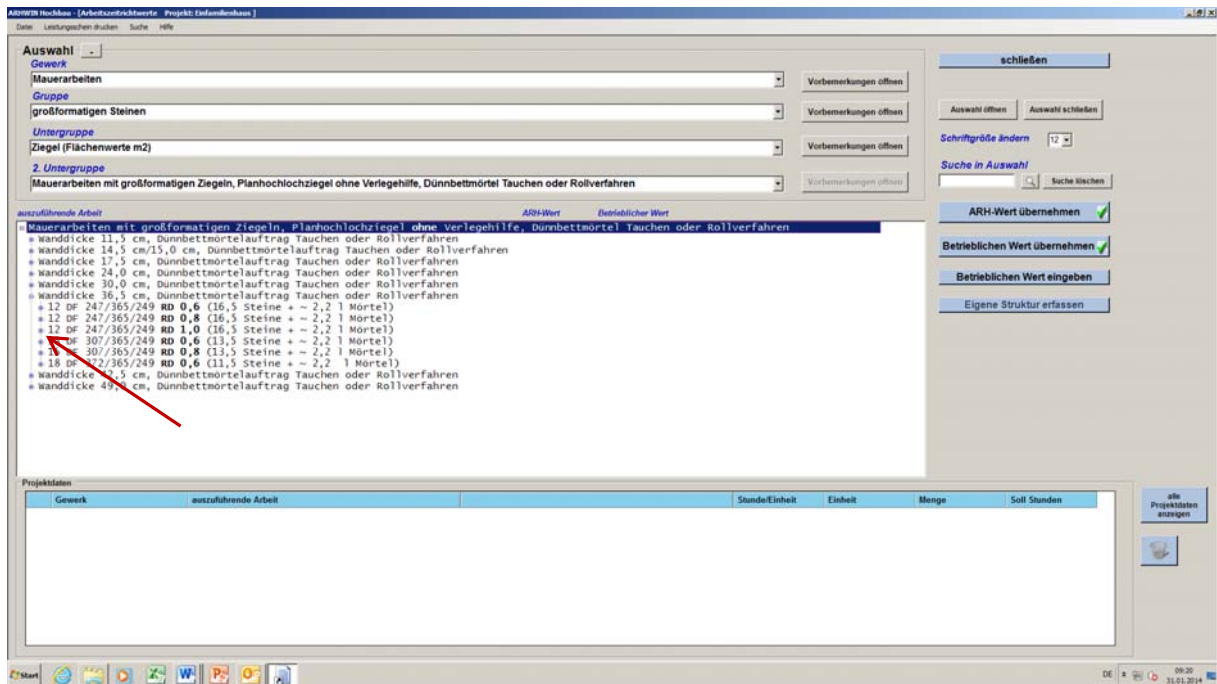 ARHWIN Hochbau - [Arbeitszeitrichtwerte Projekt: Einfamilienhaus ]
Datei Leistungsschein drucken Suche Hilfe
Auswahl -
Gewerk
Mauerarbeiten
Vorbemerkungen öffnen
Gruppe
großformatigen Steinen
Vorbemerkungen öffnen
Untergruppe
Ziegel (Flächenwerte m2)
Vorbemerkungen öffnen
2. Untergruppe
Mauerarbeiten mit großformatigen Ziegeln, Planhochlochziegel ohne Verlegehilfe, Dünnbettmörtel Tauchen oder Rollverfahren
Vorbemerkungen öffnen
schließen
Auswahl öffnen Auswahl schließen
Schriftgröße ändern 12
Suche in Auswahl
Suche löschen
ARH-Wert übernehmen
Betrieblichen Wert übernehmen
Betrieblichen Wert eingeben
Eigene Struktur erfassen
auszuführende Arbeit ARH-Wert Betrieblicher Wert
Mauerarbeiten mit großformatigen Ziegeln, Planhochlochziegel ohne Verlegehilfe, Dünnbettmörtel Tauchen oder Rollverfahren
Wanddicke 11,5 cm, Dünnbettmörtelauftrag Tauchen oder Rollverfahren
Wanddicke 14,5 cm/15,0 cm, Dünnbettmörtelauftrag Tauchen oder Rollverfahren
Wanddicke 17,5 cm, Dünnbettmörtelauftrag Tauchen oder Rollverfahren
Wanddicke 24,0 cm, Dünnbettmörtelauftrag Tauchen oder Rollverfahren
Wanddicke 30,0 cm, Dünnbettmörtelauftrag Tauchen oder Rollverfahren
Wanddicke 36,5 cm, Dünnbettmörtelauftrag Tauchen oder Rollverfahren
12 DF 247/365/249 RD 0,6 (16,5 Steine + ~ 2,2 l Mörtel)
12 DF 247/365/249 RD 0,8 (16,5 Steine + ~ 2,2 l Mörtel)
12 DF 247/365/249 RD 1,0 (16,5 Steine + ~ 2,2 l Mörtel)
DF 307/365/249 RD 0,6 (13,5 Steine + ~ 2,2 l Mörtel)
DF 307/365/249 RD 0,8 (13,5 Steine + ~ 2,2 l Mörtel)
18 DF 372/365/249 RD 0,6 (11,5 Steine + ~ 2,2 l Mörtel)
Wanddicke 42,5 cm, Dünnbettmörtelauftrag Tauchen oder Rollverfahren
Wanddicke 49,0 cm, Dünnbettmörtelauftrag Tauchen oder Rollverfahren
Projektdaten
Gewerk auszuführende Arbeit Stunde/Einheit Einheit Menge Soll Stunden
alle
Projektdaten
anzeigen
Start DE 09:20
31.01.2014